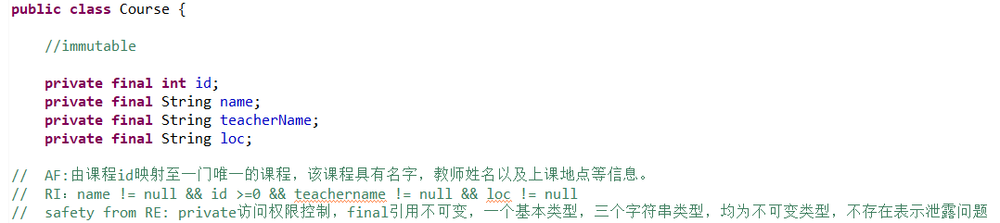 public class Course {
//immutable
private final int id;
private final String name;
private final String teacherName;
private final String loc;
// AF:由课程id映射至一门唯一的课程，该课程具有名字，教师姓名以及上课地点等信息。
// RI：name != null && id >=0 && teachername != null && loc != null
// safety from RE: private访问权限控制，final引用不可变，一个基本类型，三个字符串类型，均为不可变类型，不存在表示泄露问题